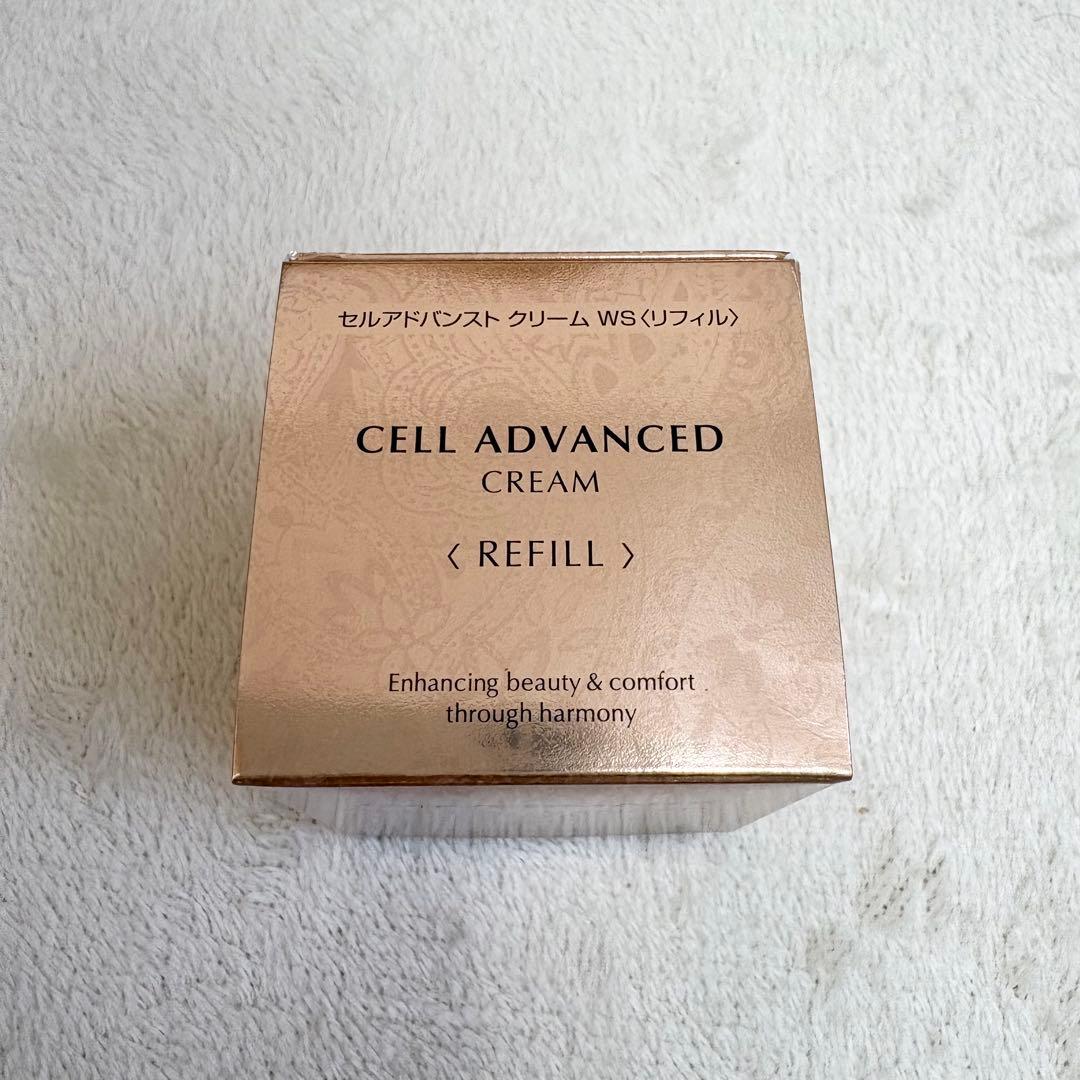 セルアドバンスト クリーム WS〈リフィル〉
CELL ADVANCED
CREAM
〈 REFILL 〉
Enhancing beauty & comfort
through harmony